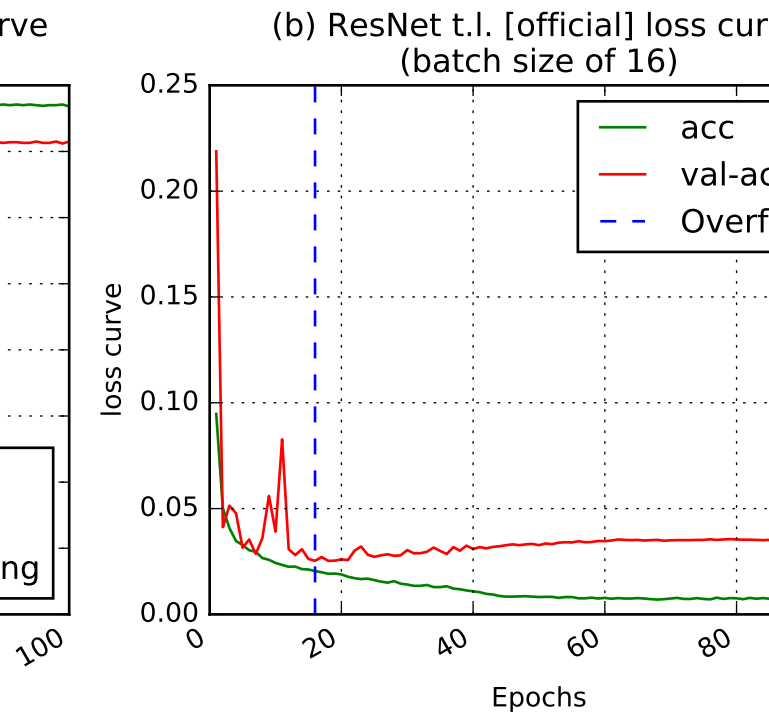 rve
ng
100
(b) ResNet t.l. [official] loss cur
(batch size of 16)
0.25
0.20
0.15
0.10
0.05
0.00
loss curve
acc
val-ac
Overf
0
20
40
60
80
Epochs